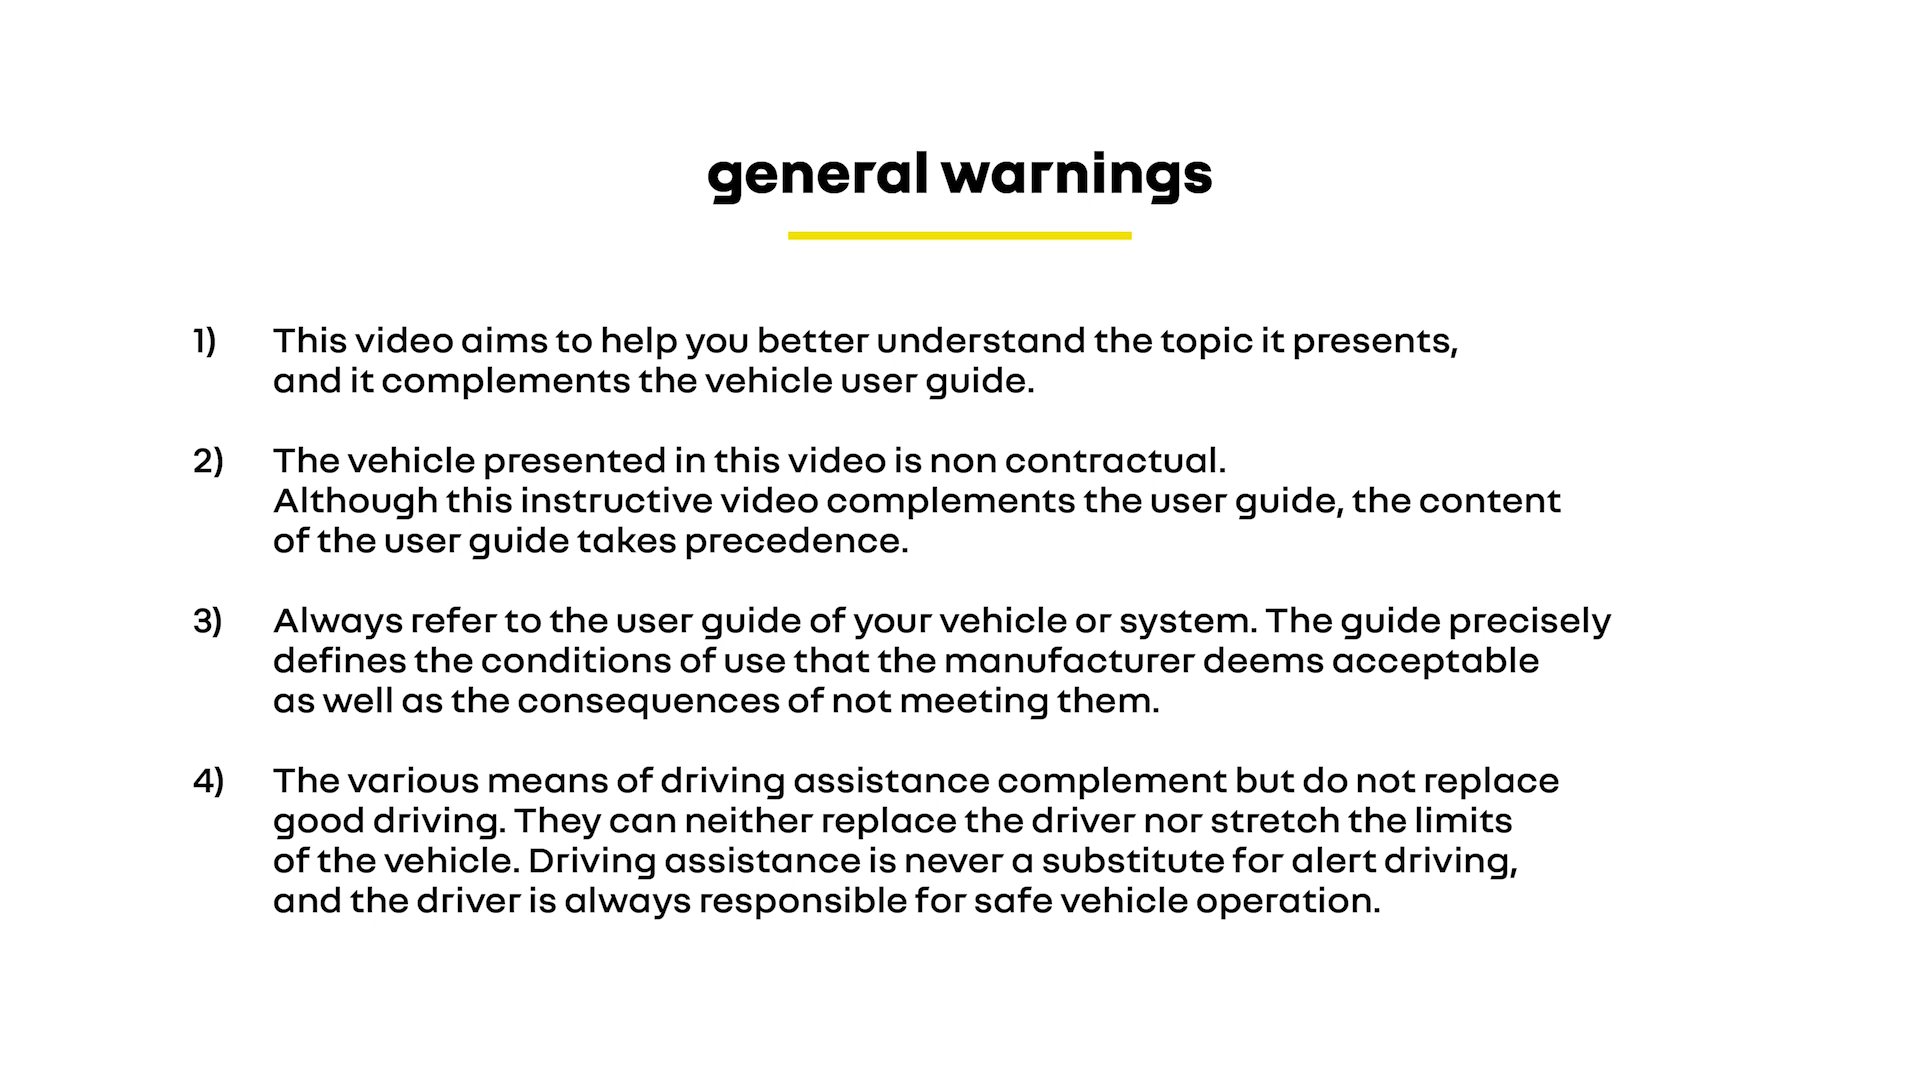 general warnings
1) This video aims to help you better understand the topic it presents,
and it complements the vehicle user guide.
2) The vehicle presented in this video is non contractual.
Although this instructive video complements the user guide, the content
of the user guide takes precedence.
3) Always refer to the user guide of your vehicle or system. The guide precisely
defines the conditions of use that the manufacturer deems acceptable
as well as the consequences of not meeting them.
4) The various means of driving assistance complement but do not replace
good driving. They can neither replace the driver nor stretch the limits
of the vehicle. Driving assistance is never a substitute for alert driving,
and the driver is always responsible for safe vehicle operation.